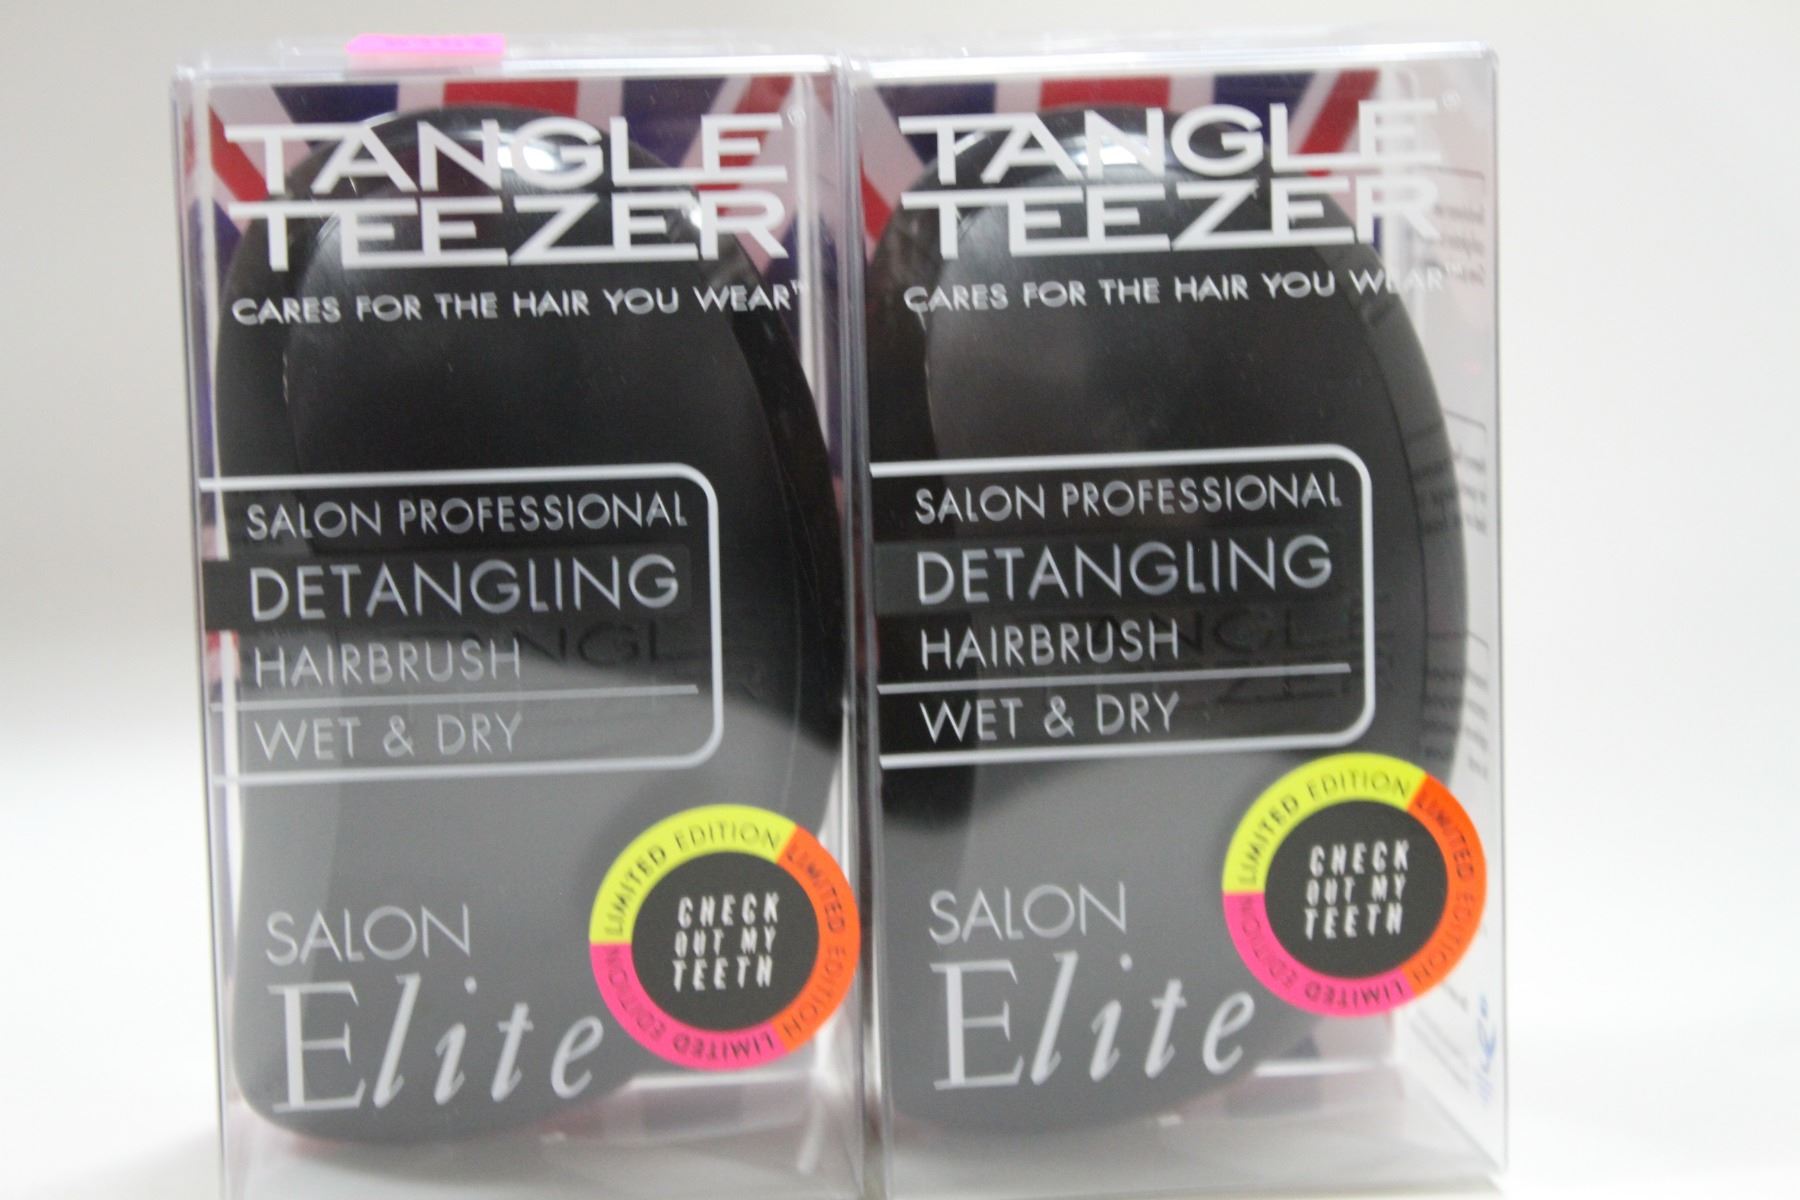 TANGLE
TEEZER®
CARES FOR THE HAIR YOU WEAR™
SALON PROFESSIONAL
DETANGLING
HAIRBRUSH
WET & DRY
SALON
Elite
LIMITED EDITION LIMITED EDITION LIMITED EDITION
CHECK
OUT MY
TEETH
TANGLE
TEEZER®
CARES FOR THE HAIR YOU WEAR™
SALON PROFESSIONAL
DETANGLING
HAIRBRUSH
WET & DRY
SALON
Elite
LIMITED EDITION LIMITED EDITION LIMITED EDITION
CHECK
OUT MY
TEETH